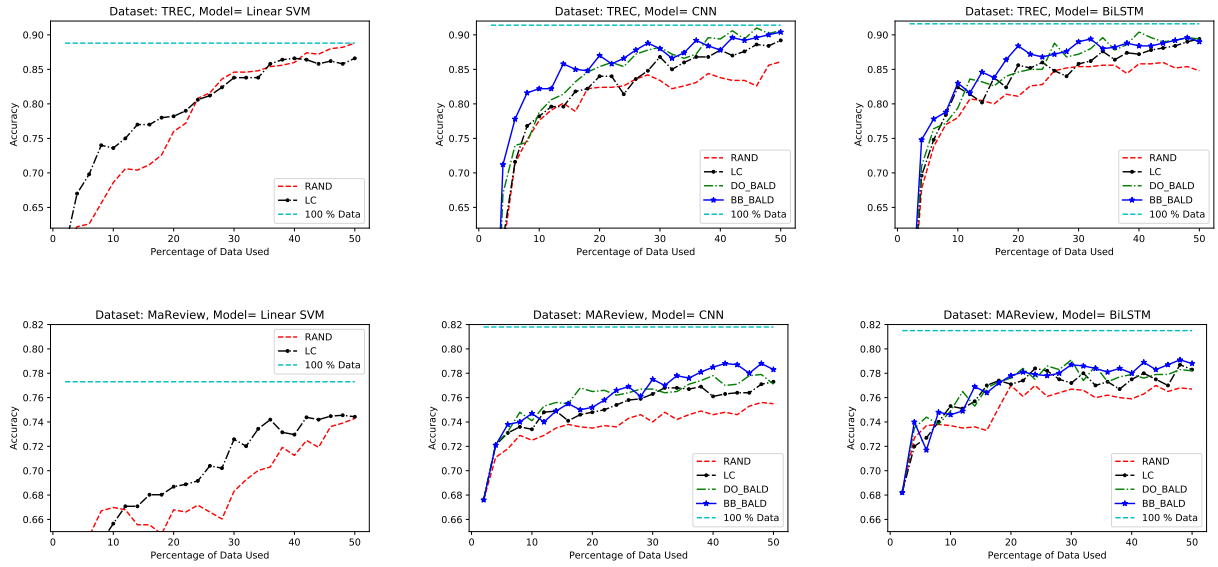 Dataset: TREC, Model= Linear SVM
0.90
0.85
0.80
0.75
0.70
0.65
Accuracy
0 10 20 30 40 50
Percentage of Data Used
RAND
LC
100 % Data
Dataset: TREC, Model= CNN
0.90
0.85
0.80
0.75
0.70
0.65
Accuracy
0 10 20 30 40 50
Percentage of Data Used
RAND
LC
DO_BALD
BB_BALD
100 % Data
Dataset: TREC, Model= BiLSTM
0.90
0.85
0.80
0.75
0.70
0.65
Accuracy
0 10 20 30 40 50
Percentage of Data Used
RAND
LC
DO_BALD
BB_BALD
100 % Data
Dataset: MaReview, Model= Linear SVM
0.82
0.80
0.78
0.76
0.74
0.72
0.70
0.68
0.66
Accuracy
0 10 20 30 40 50
Percentage of Data Used
RAND
LC
100 % Data
Dataset: MAReview, Model= CNN
0.82
0.80
0.78
0.76
0.74
0.72
0.70
0.68
0.66
Accuracy
0 10 20 30 40 50
Percentage of Data Used
RAND
LC
DO_BALD
BB_BALD
100 % Data
Dataset: MAReview, Model= BiLSTM
0.82
0.80
0.78
0.76
0.74
0.72
0.70
0.68
0.66
Accuracy
0 10 20 30 40 50
Percentage of Data Used
RAND
LC
DO_BALD
BB_BALD
100 % Data